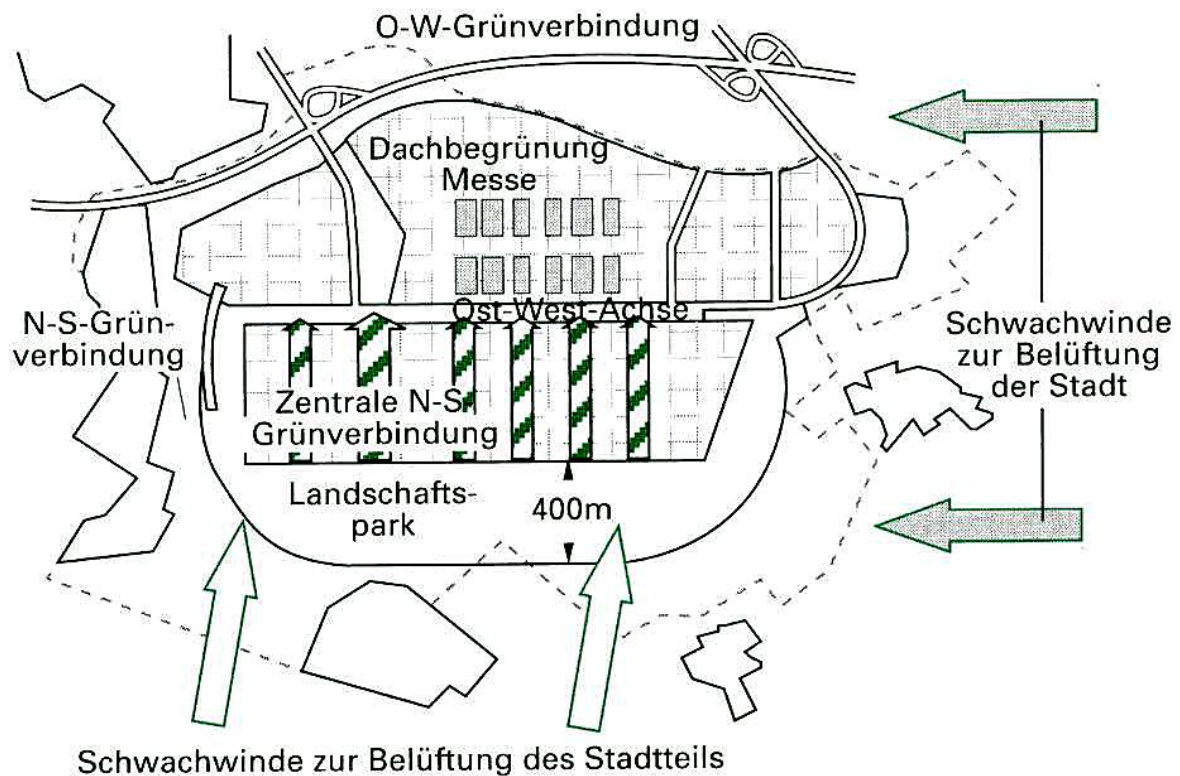 O-W-Grünverbindung
Dachbegrünung
Messe
Ost-West-Achse
N-S-Grün-
verbindung
Zentrale N-S-
Grünverbindung
Landschafts-
park
400m
Schwachwinde
zur Belüftung
der Stadt
Schwachwinde zur Belüftung des Stadtteils